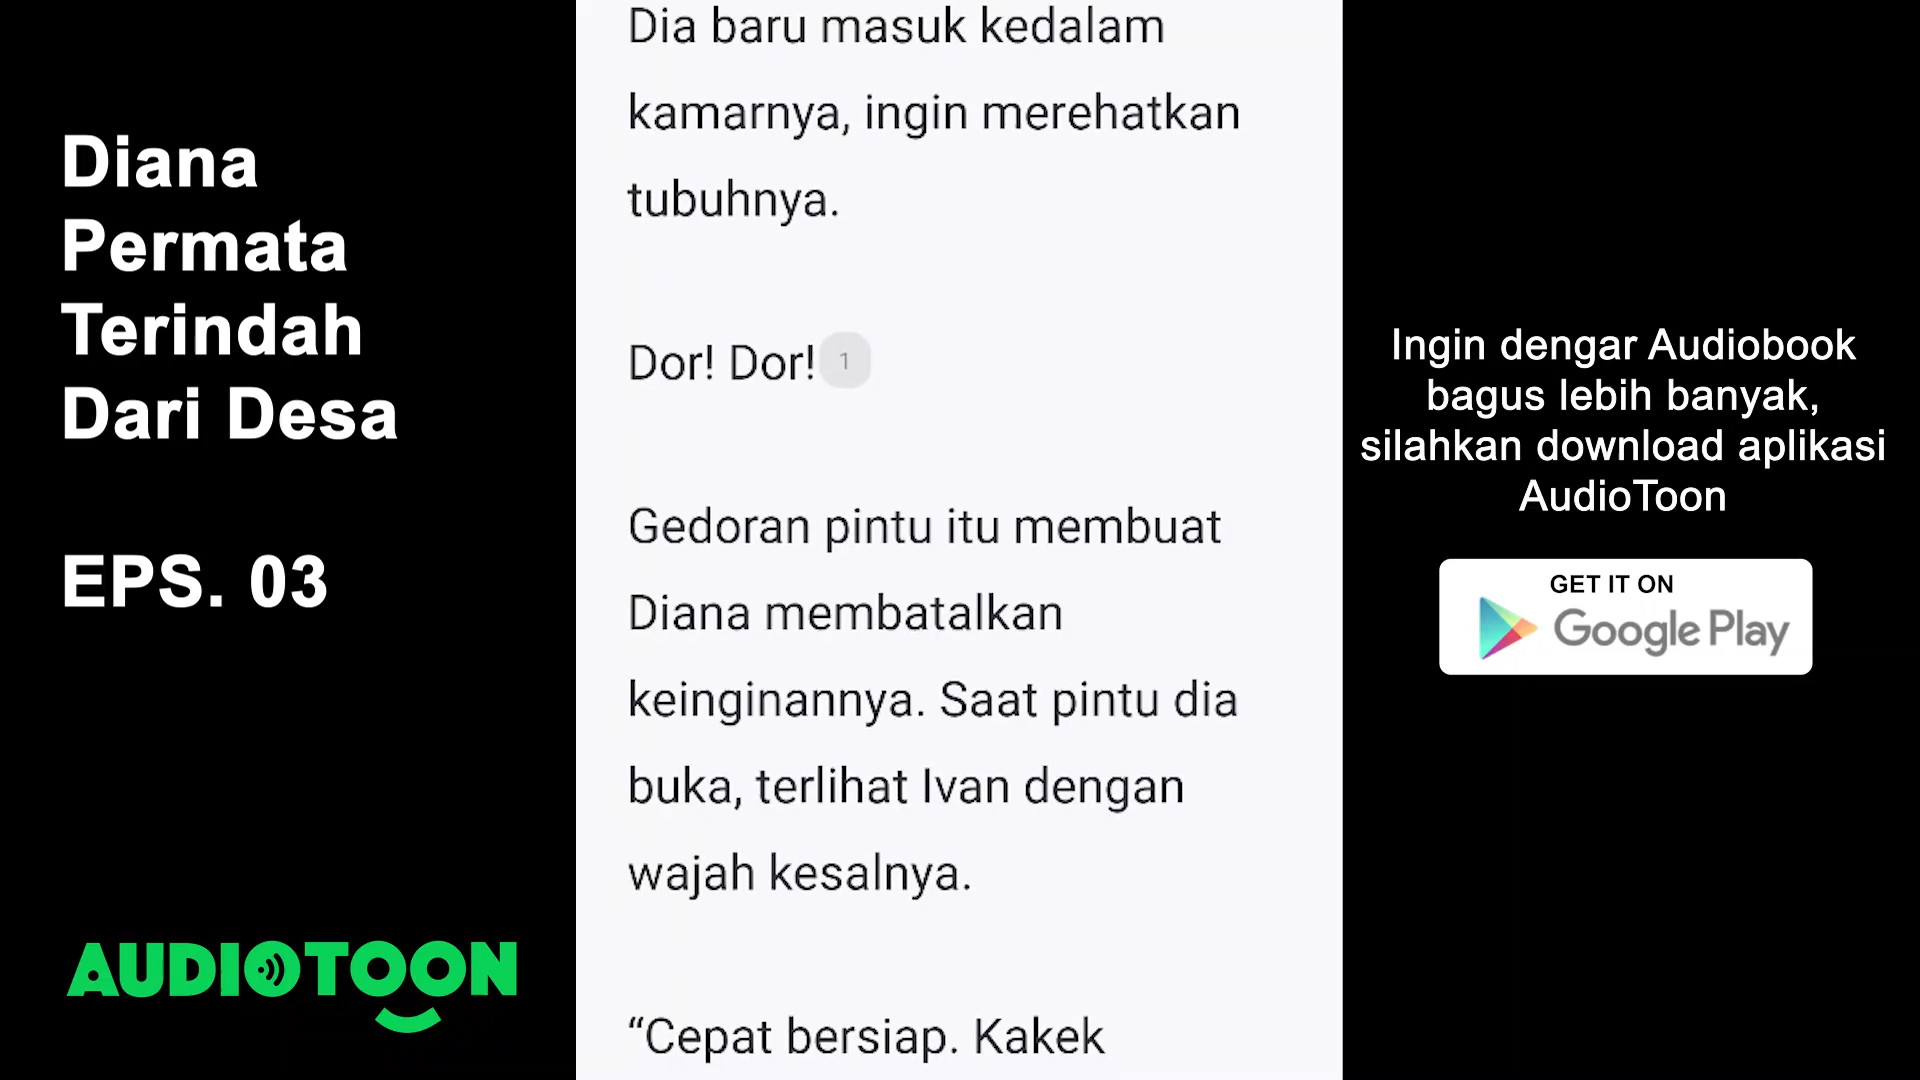 Diana
Permata
Terindah
Dari Desa
EPS. 03
AUDIOTOON
Dia baru masuk kedalam
kamarnya, ingin merehatkan
tubuhnya.
Dor! Dor! 1
Gedoran pintu itu membuat
Diana membatalkan
keinginannya. Saat pintu dia
buka, terlihat Ivan dengan
wajah kesalnya.
“Cepat bersiap. Kakek
Ingin dengar Audiobook
bagus lebih banyak,
silahkan download aplikasi
AudioToon
GET IT ON
Google Play